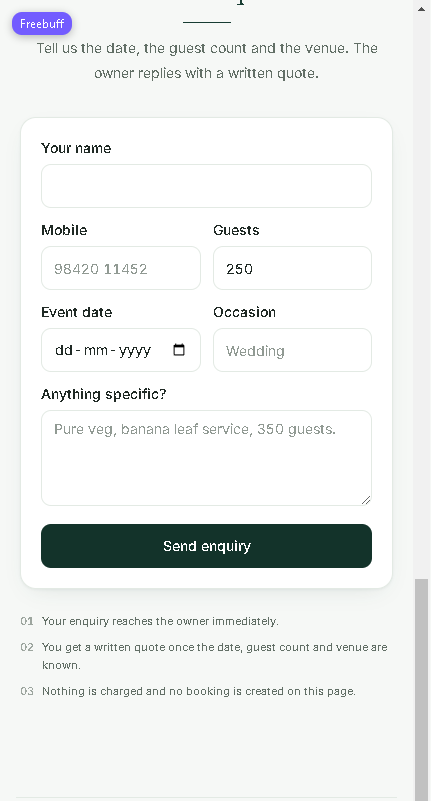 Freebuff
Tell us the date, the guest count and the venue. The
owner replies with a written quote.
Your name
Mobile
Guests
98420 11452
250
Event date
Occasion
dd-mm-yyyy
Wedding
Anything specific?
Pure veg, banana leaf service, 350 guests.
Send enquiry
01 Your enquiry reaches the owner immediately.
02 You get a written quote once the date, guest count and venue are
known.
03 Nothing is charged and no booking is created on this page.